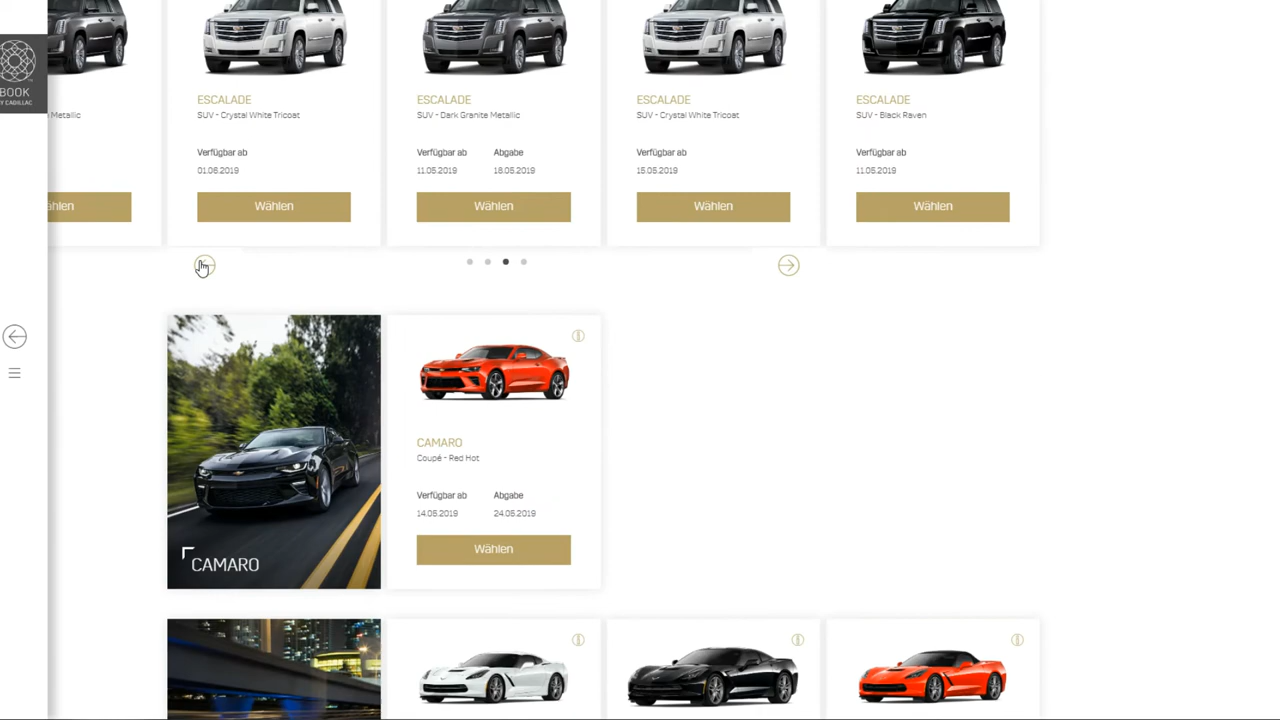 BOOK
Y CADILLAC
Metallic
ählen
ESCALADE
SUV - Crystal White Tricoat
Verfügbar ab
01.06.2019
Wählen
ESCALADE
SUV - Dark Granite Metallic
Verfügbar ab Abgabe
11.05.2019 18.05.2019
Wählen
ESCALADE
SUV - Crystal White Tricoat
Verfügbar ab
15.05.2019
Wählen
ESCALADE
SUV - Black Raven
Verfügbar ab
11.05.2019
Wählen
CAMARO
CAMARO
Coupé - Red Hot
Verfügbar ab Abgabe
14.05.2019 24.05.2019
Wählen